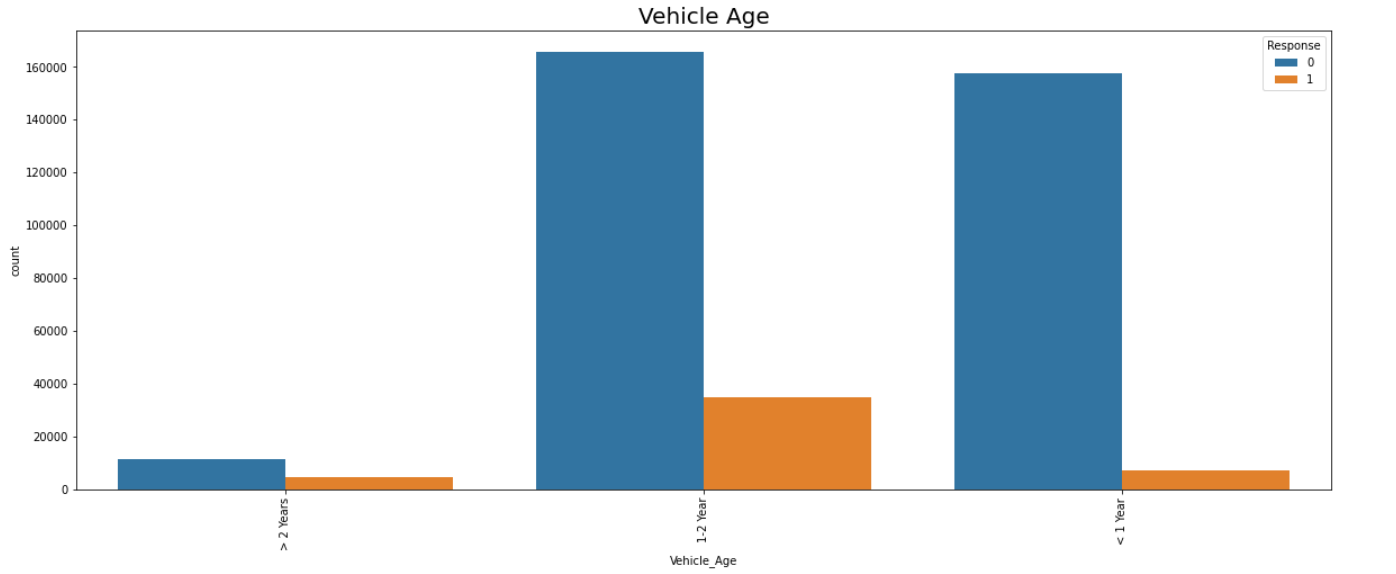 Vehicle Age
Response
0
1
160000
140000
120000
100000
80000
60000
40000
20000
0
count
> 2 Years
1-2 Year
< 1 Year
Vehicle_Age